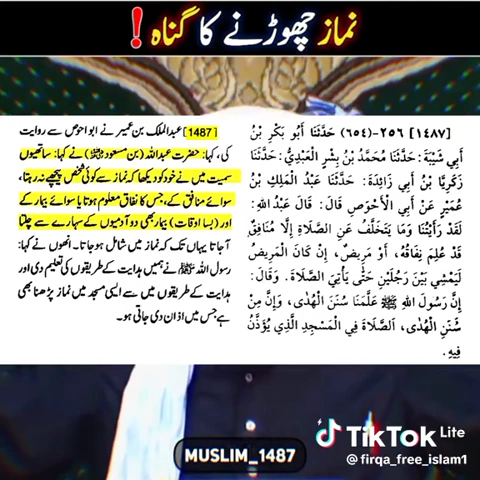 نماز چھوڑنے کا گناہ !
[1487] عبدالملک بن عمیر نے ابو احوص سے روایت
کی، کہا: حضرت عبداللہ (بن مسعود رضی اللہ عنہ) نے کہا: ساتھیوں
سمیت میں نے خود کو دیکھا کہ نماز سے کوئی شخص پیچھے نہ رہتا،
سوائے منافق کے، جس کا نفاق معلوم ہوتا یا سوائے بیمار کے
اور (بسا اوقات) بیمار بھی دو آدمیوں کے سہارے سے چلتا
آجاتا یہاں تک کہ نماز میں شامل ہو جاتا۔ انھوں نے کہا:
رسول اللہ ﷺ نے ہمیں ہدایت کے طریقوں کی تعلیم دی اور
ہدایت کے طریقوں میں سے ایسی مسجد میں نماز پڑھنا بھی
ہے جس میں اذان دی جاتی ہو۔
[١٤٨٧] ٢٥٦-(٦٥٤) حَدَّثَنَا أَبُو بَكْرِ بْنُ
أَبِي شَيْبَةَ: حَدَّثَنَا مُحَمَّدُ بْنُ بِشْرٍ الْعَبْدِيُّ: حَدَّثَنَا
زَكَرِيَّا بْنُ أَبِي زَائِدَةَ: حَدَّثَنَا عَبْدُ الْمَلِكِ بْنُ
عُمَيْرٍ عَنْ أَبِي الْأَحْوَصِ قَالَ: قَالَ عَبْدُ اللهِ:
لَقَدْ رَأَيْتُنَا وَمَا يَتَخَلَّفُ عَنِ الصَّلَاةِ إِلَّا مُنَافِقٌ
قَدْ عُلِمَ نِفَاقُهُ، أَوْ مَرِيضٌ، إِنْ كَانَ الْمَرِيضُ
لَيَمْشِي بَيْنَ رَجُلَيْنِ حَتَّى يَأْتِيَ الصَّلَاةَ. وَقَالَ:
إِنَّ رَسُولَ اللهِ ﷺ عَلَّمَنَا سُنَنَ الْهُدٰى، وَإِنَّ مِنْ
سُنَنِ الْهُدٰى، اَلصَّلَاةَ فِي الْمَسْجِدِ الَّذِي يُؤَذَّنُ
فِيهِ.
MUSLIM_1487
TikTok Lite
@firqa_free_islam1